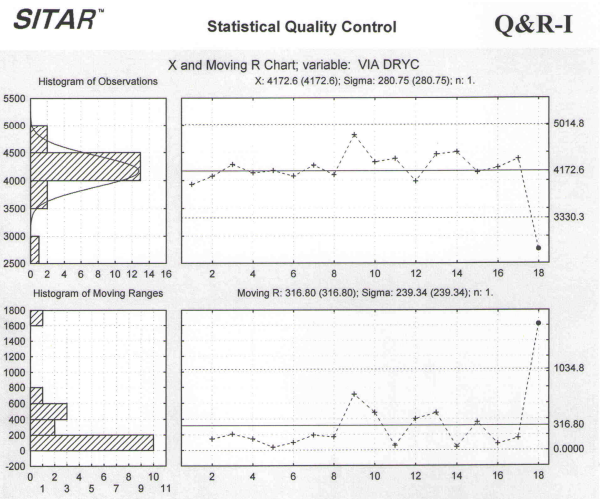 SITAR™
Statistical Quality Control
Q&R-I
X and Moving R Chart; variable: VIA DRYC
Histogram of Observations
X: 4172.6 (4172.6); Sigma: 280.75 (280.75); n: 1.
5500
5000
4500
4000
3500
3000
2500
0 2 4 6 8 10 12 14 16
5014.8
4172.6
3330.3
2 4 6 8 10 12 14 16 18
Histogram of Moving Ranges
Moving R: 316.80 (316.80); Sigma: 239.34 (239.34); n: 1.
1800
1600
1400
1200
1000
800
600
400
200
0
-200
0 2 4 6 8 10
1 3 5 7 9 11
1034.8
316.80
0.0000
2 4 6 8 10 12 14 16 18